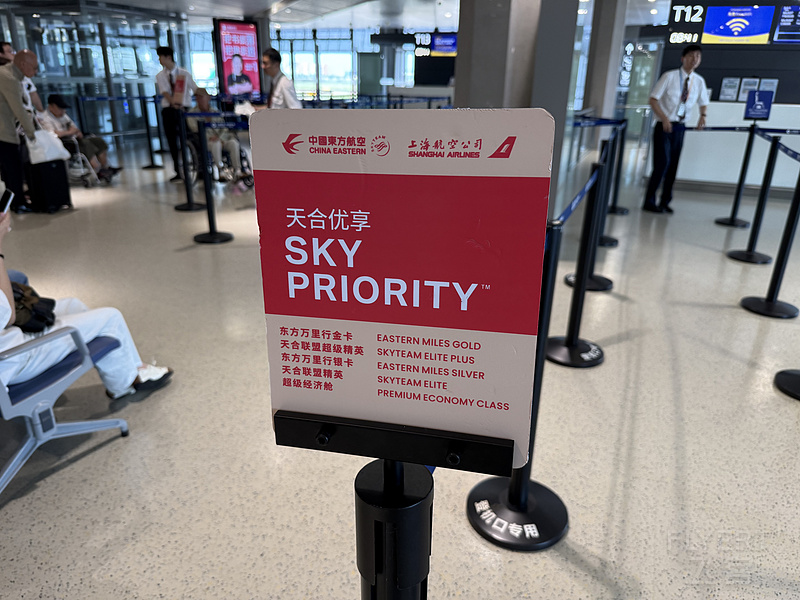 中國東方航空
CHINA EASTERN
上海航空公司
SHANGHAI AIRLINES
天合优享
SKY
PRIORITY™
东方万里行金卡
天合联盟超级精英
东方万里行银卡
天合联盟精英
超级经济舱
EASTERN MILES GOLD
SKYTEAM ELITE PLUS
EASTERN MILES SILVER
SKYTEAM ELITE
PREMIUM ECONOMY CLASS
T12
T13
登机口专用